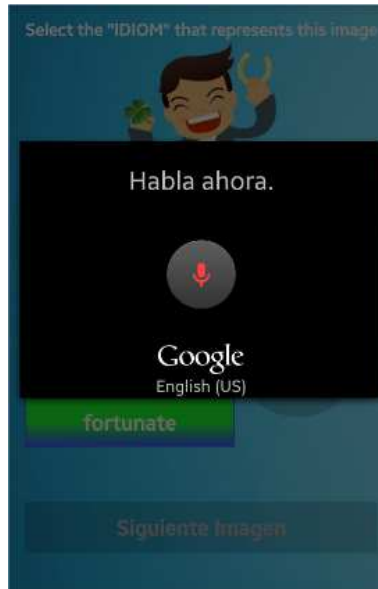 Select the "IDIOM" that represents this image
Habla ahora.
Google
English (US)
fortunate
Siguiente Imagen